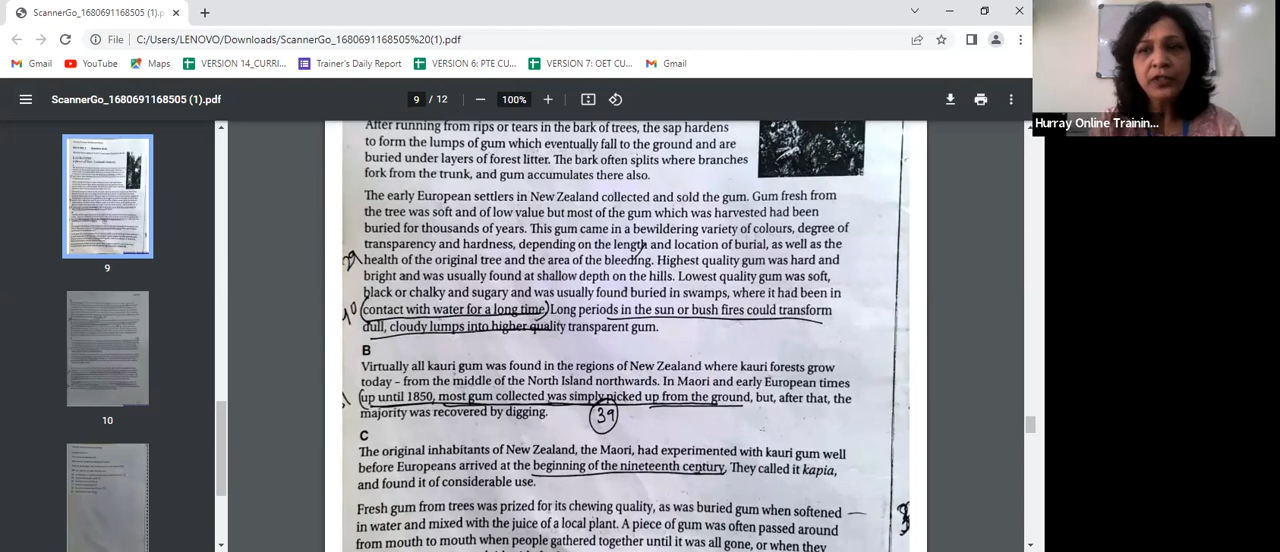 ScannerGo_1680691168505 (1).pdf
File C:/Users/LENOVO/Downloads/ScannerGo_1680691168505%20(1).pdf
Gmail YouTube Maps VERSION 14_CURRI... Trainer's Daily Report VERSION 6: PTE CU... VERSION 7: OET CU... Gmail
ScannerGo_1680691168505 (1).pdf 9 / 12 100%
Hurray Online Trainin...
9
10
After from rips or tears in the bark of trees, the sap hardens
to form the lumps of gum which eventually fall to the ground and are
buried under layers of forest litter. The bark often splits where branches
fork from the trunk, and gum accumulates there also.
The early European settlers in New Zealand collected and sold the gum. Gum fresh from
the tree was soft and of low value but most of the gum which was harvested had been
buried for thousands of years. This gum came in a bewildering variety of colours, degree of
transparency and hardness, depending on the length and location of burial, as well as the
health of the original tree and the area of the bleeding. Highest quality gum was hard and
bright and was usually found at shallow depth on the hills. Lowest quality gum was soft,
black or chalky and sugary and was usually found buried in swamps, where it had been in
40 contact with water for a long time. Long periods in the sun or bush fires could transform
dull, cloudy lumps into higher quality transparent gum.
B
Virtually all kauri gum was found in the regions of New Zealand where kauri forests grow
today – from the middle of the North Island northwards. In Maori and early European times
up until 1850, most gum collected was simply picked up from the ground, but, after that, the
majority was recovered by digging.
39
C
The original inhabitants of New Zealand, the Maori, had experimented with kauri gum well
before Europeans arrived at the beginning of the nineteenth century. They called it kapia,
and found it of considerable use.
Fresh gum from trees was prized for its chewing quality, as was buried gum when softened
in water and mixed with the juice of a local plant. A piece of gum was often passed around
from mouth to mouth when people gathered together until it was all gone, or when they